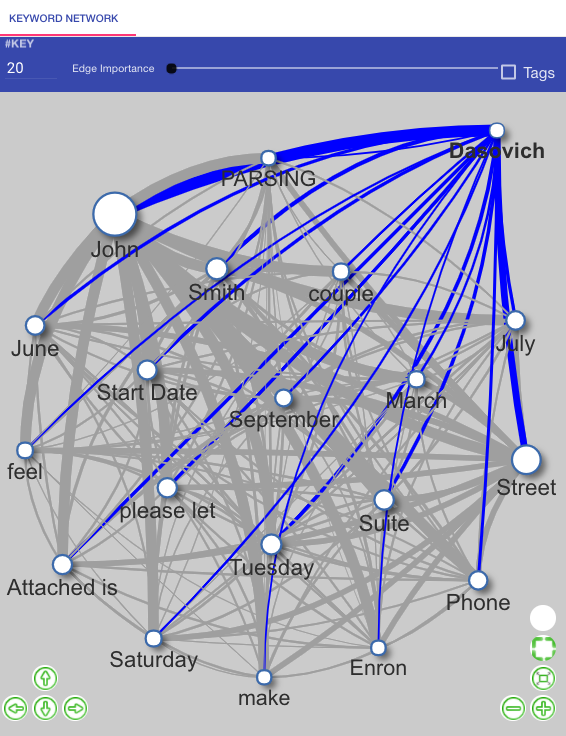 KEYWORD NETWORK
#KEY
20
Edge Importance
Tags
Dasovich
PARSING
John
Smith
couple
June
July
Start Date
September
March
feel
please let
Suite
Street
Tuesday
Attached is
Phone
Saturday
Enron
make